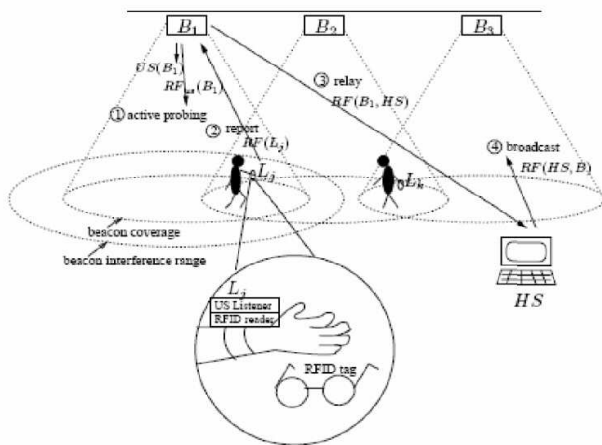 B1
B2
B3
US(B1)
RFus(B1)
① active probing
② report
RF(Lj)
③ relay
RF(B1, HS)
④ broadcast
RF(HS, B)
Lj
Lk
beacon coverage
beacon interference range
HS
Lj
US Listener
RFID reader
RFID tag